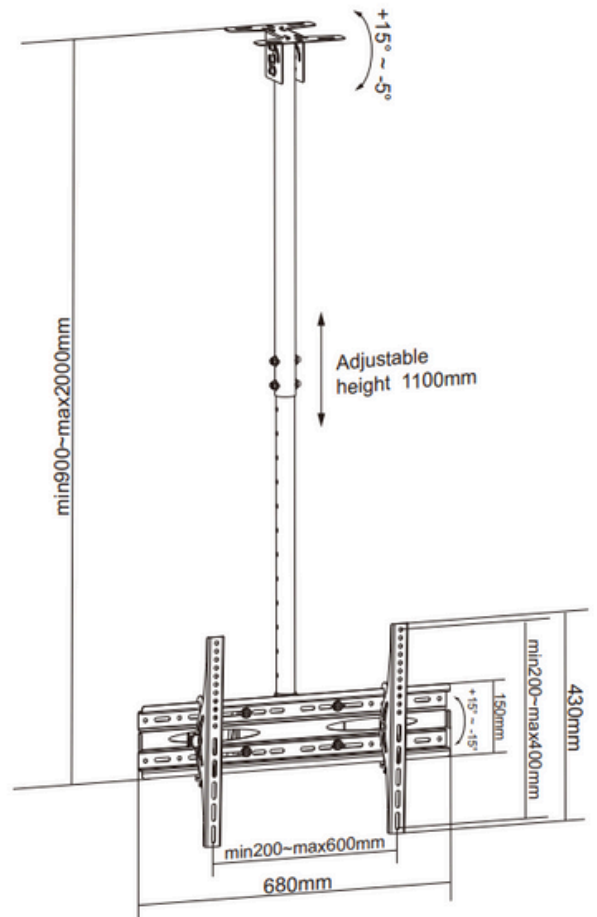 +15° ~ -5°
min900~max2000mm
Adjustable
height 1100mm
+15° ~ -15°
150mm
min200~max400mm
430mm
min200~max600mm
680mm